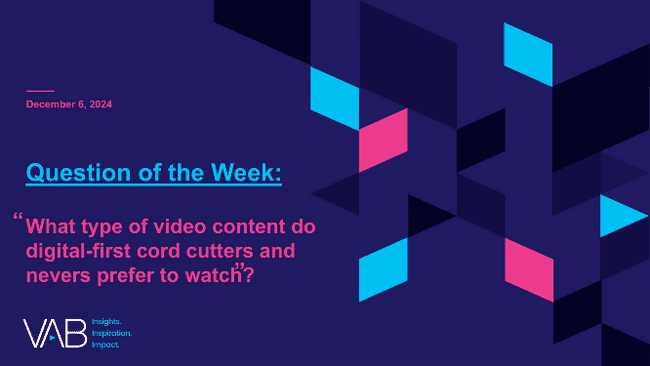 December 6, 2024
Question of the Week:
“What type of video content do
digital-first cord cutters and
nevers prefer to watch”?
VAB
Insights.
Inspiration.
Impact.